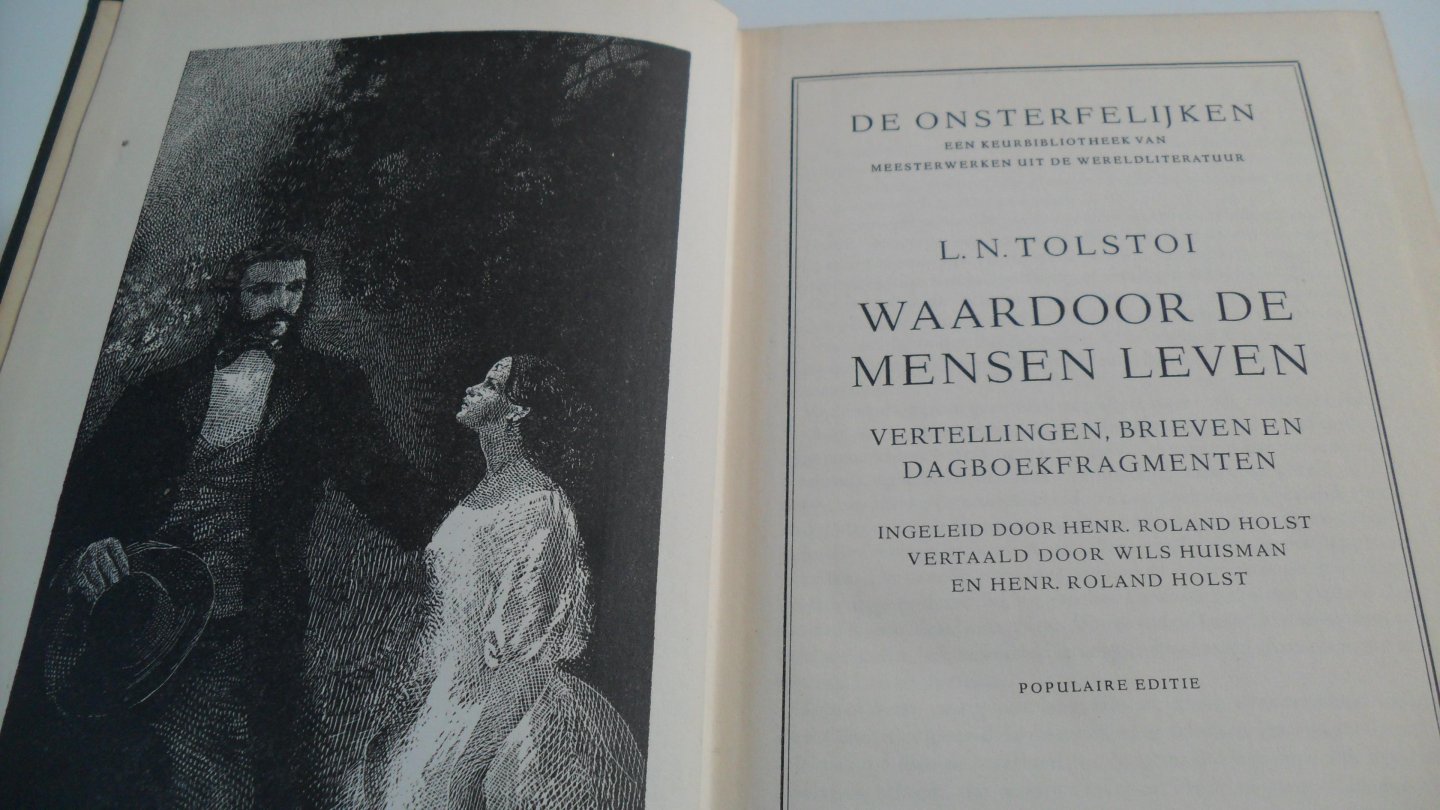 DE ONSTERFELIJKEN
EEN KEURBIBLIOTHEEK VAN
MEESTERWERKEN UIT DE WERELDLITERATUUR
L. N. TOLSTOI
WAARDOOR DE
MENSEN LEVEN
VERTELLINGEN, BRIEVEN EN
DAGBOEKFRAGMENTEN
INGELEID DOOR HENR. ROLAND HOLST
VERTAALD DOOR WILS HUISMAN
EN HENR. ROLAND HOLST
POPULAIRE EDITIE